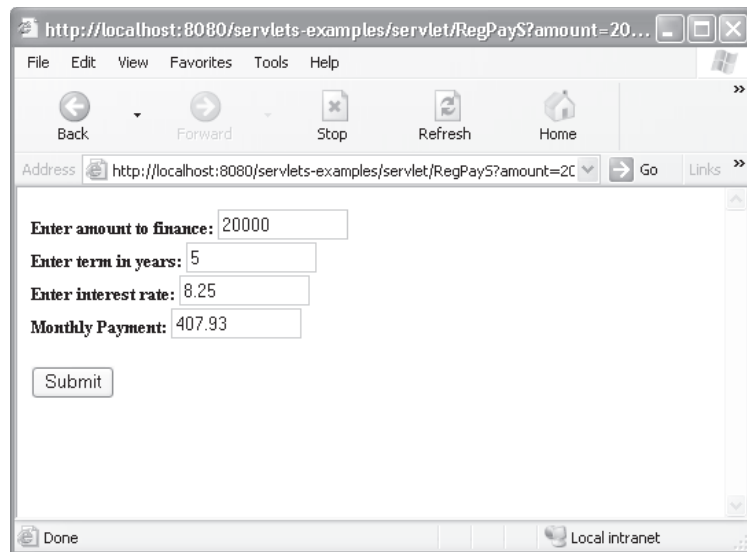 http://localhost:8080/servlets-examples/servlet/RegPayS?amount=20...
File Edit View Favorites Tools Help
Back Forward Stop Refresh Home »
Address http://localhost:8080/servlets-examples/servlet/RegPayS?amount=20 Go Links »
Enter amount to finance: 20000
Enter term in years: 5
Enter interest rate: 8.25
Monthly Payment: 407.93
Submit
Done Local intranet